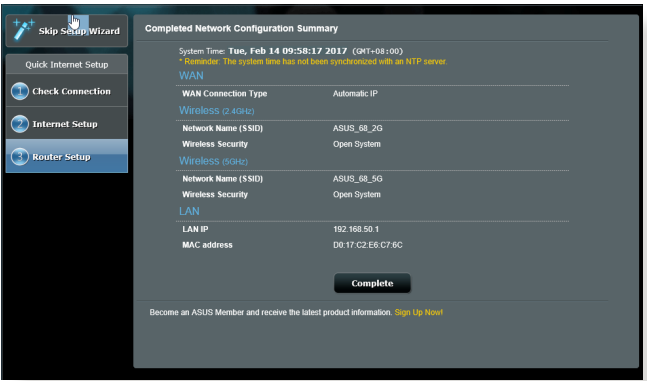 Skip Setup Wizard
Quick Internet Setup
1 Check Connection
2 Internet Setup
3 Router Setup
Completed Network Configuration Summary
System Time: Tue, Feb 14 09:58:17 2017 (GMT+08:00)
* Reminder: The system time has not been synchronized with an NTP server.
WAN
WAN Connection Type Automatic IP
Wireless (2.4GHz)
Network Name (SSID) ASUS_68_2G
Wireless Security Open System
Wireless (5GHz)
Network Name (SSID) ASUS_68_5G
Wireless Security Open System
LAN
LAN IP 192.168.50.1
MAC address D0:17:C2:E6:C7:6C
Complete
Become an ASUS Member and receive the latest product information. Sign Up Now!